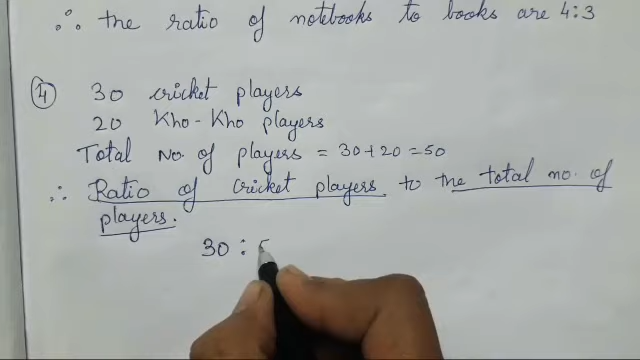 ∴ the ratio of notebooks to books are 4:3
④ 30 cricket players
20 Kho-Kho players
Total No. of players = 30+20 = 50
∴ Ratio of cricket players to the total no. of
players.
30 : 5